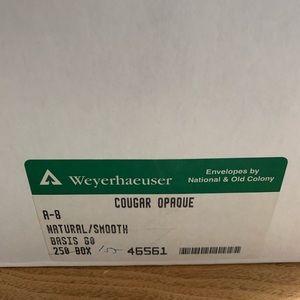 Weyerhaeuser
Envelopes by
National & Old Colony
COUGAR OPAQUE
A-8
NATURAL/SMOOTH
BASIS 60
250 BOX
46561